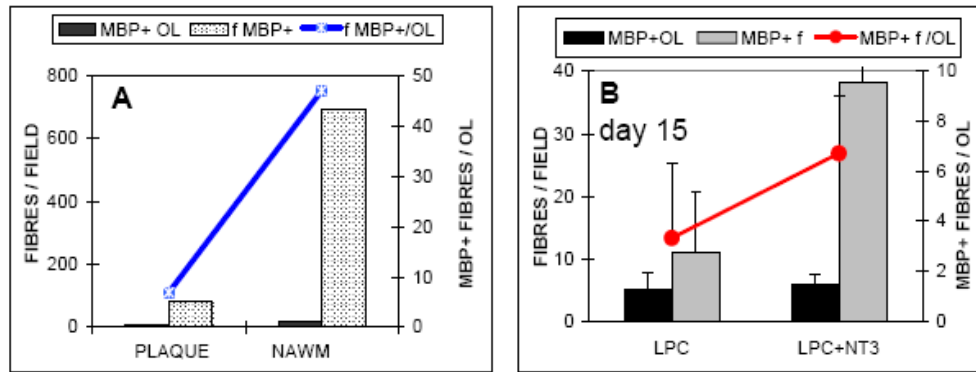 MBP+ OL f MBP+ f MBP+/OL
A
FIBRES / FIELD
800
600
400
200
0
MBP+ FIBRES / OL
50
40
30
20
10
0
PLAQUE NAWM
MBP+OL MBP+ f MBP+ f /OL
B
day 15
FIBRES / FIELD
40
30
20
10
0
MBP+ FIBRES / OL
10
8
6
4
2
0
LPC LPC+NT3